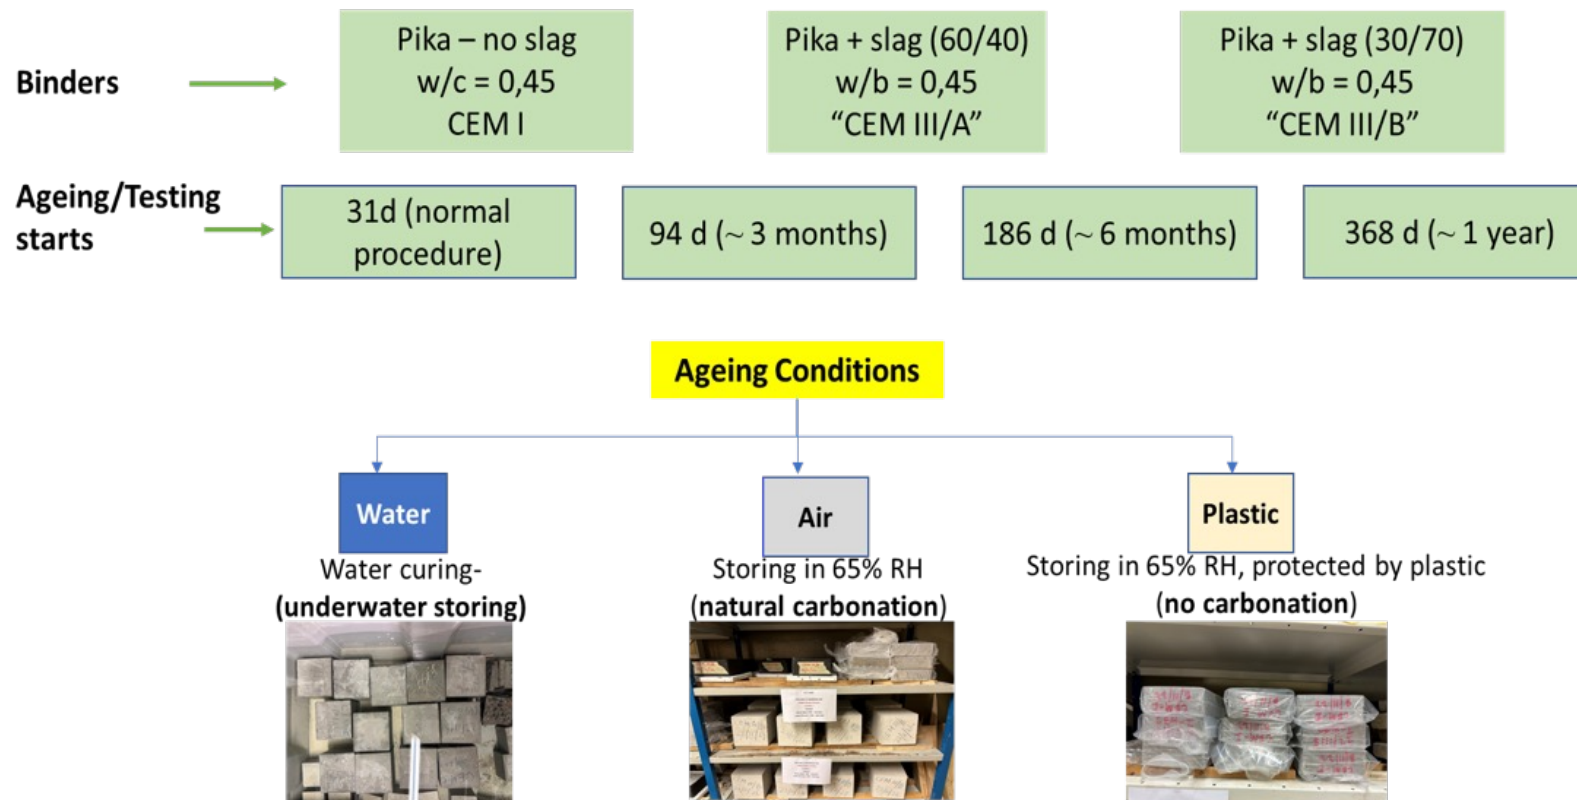 Binders
Pika – no slag
w/c = 0,45
CEM I
Pika + slag (60/40)
w/b = 0,45
“CEM III/A”
Pika + slag (30/70)
w/b = 0,45
“CEM III/B”
Ageing/Testing
starts
31d (normal
procedure)
94 d (~ 3 months)
186 d (~ 6 months)
368 d (~ 1 year)
Ageing Conditions
Water
Water curing-
(underwater storing)
Air
Storing in 65% RH
(natural carbonation)
Plastic
Storing in 65% RH, protected by plastic
(no carbonation)